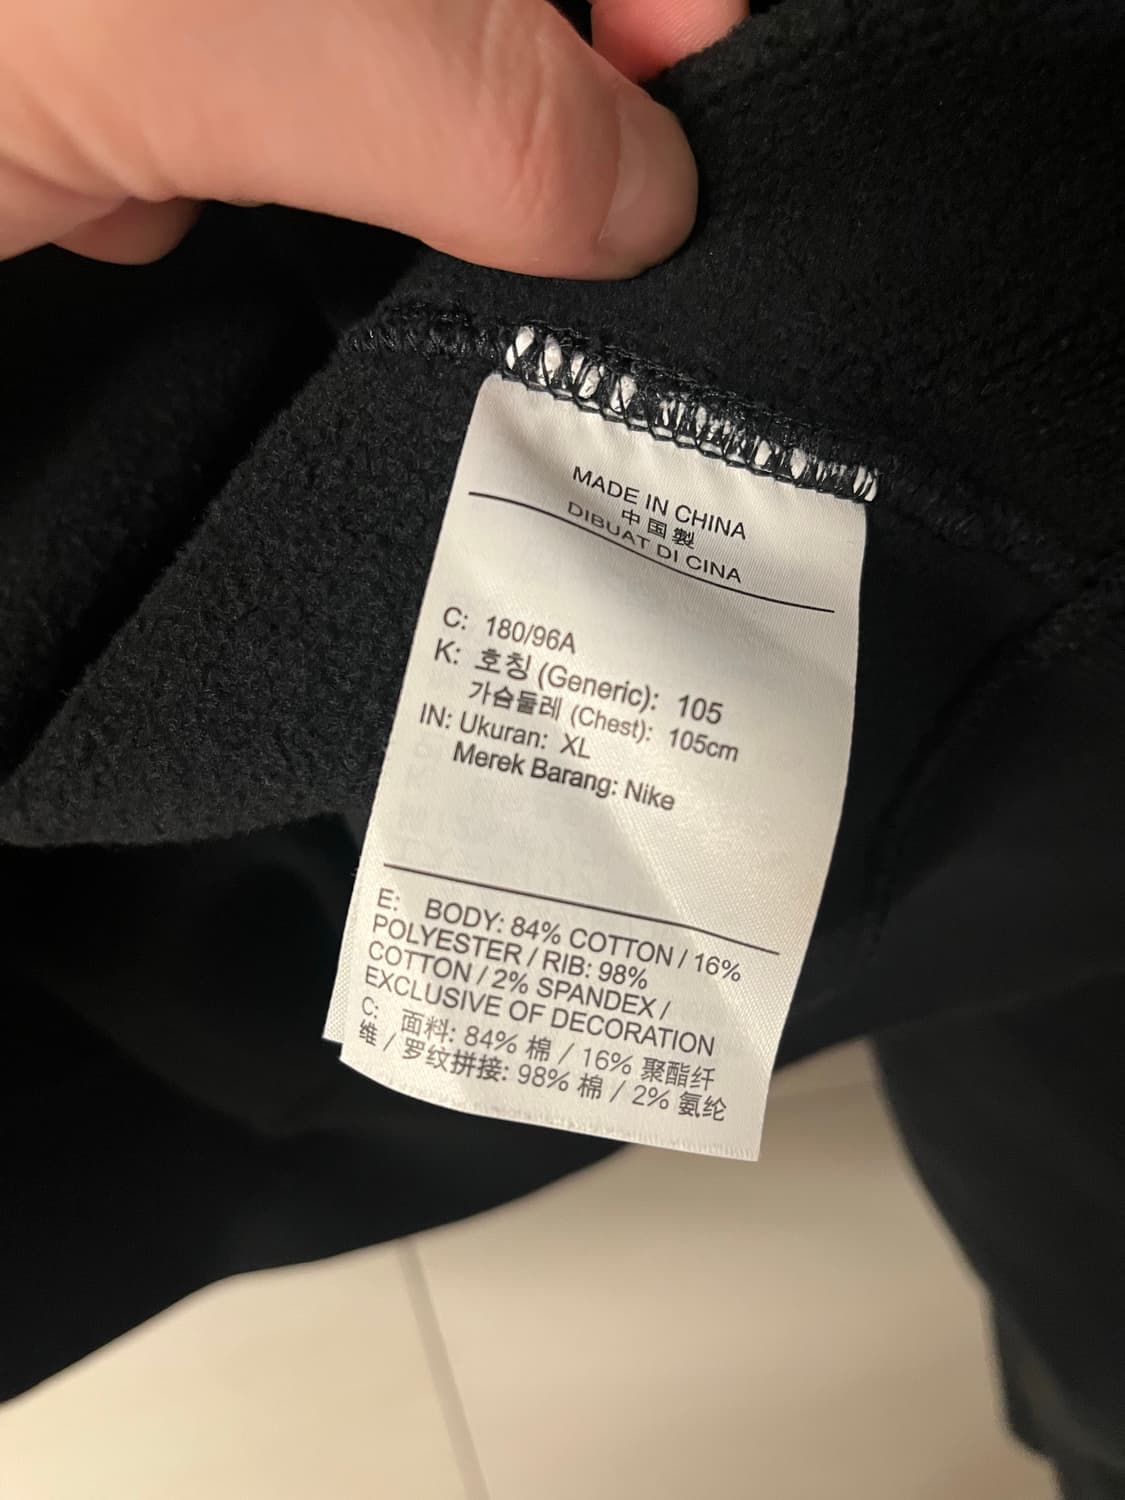 MADE IN CHINA
中国製
DIBUAT DI CINA
C: 180/96A
K: 호칭 (Generic): 105
가슴둘레 (Chest): 105cm
IN: Ukuran: XL
Merek Barang: Nike
E: BODY: 84% COTTON / 16%
POLYESTER / RIB: 98%
COTTON / 2% SPANDEX /
EXCLUSIVE OF DECORATION
C: 面料: 84% 棉 / 16% 聚酯纤
维 / 罗纹拼接: 98% 棉 / 2% 氨纶